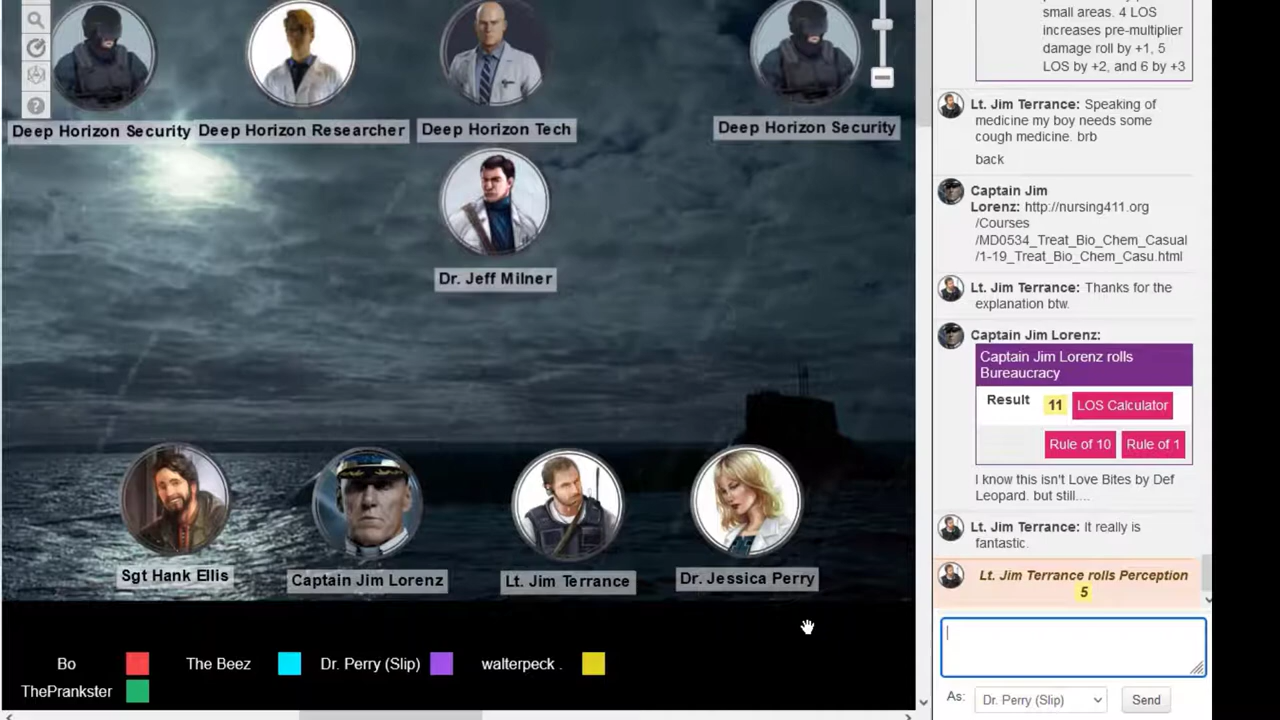 Deep Horizon Security
Deep Horizon Researcher
Deep Horizon Tech
Deep Horizon Security
Dr. Jeff Milner
Sgt Hank Ellis
Captain Jim Lorenz
Lt. Jim Terrance
Dr. Jessica Perry
Bo
The Beez
Dr. Perry (Slip)
walterpeck .
ThePrankster
small areas. 4 LOS
increases pre-multiplier
damage roll by +1, 5
LOS by +2, and 6 by +3
Lt. Jim Terrance: Speaking of
medicine my boy needs some
cough medicine. brb
back
Captain Jim
Lorenz: http://nursing411.org
/Courses
/MD0534_Treat_Bio_Chem_Casual
/1-19_Treat_Bio_Chem_Casu.html
Lt. Jim Terrance: Thanks for the
explanation btw.
Captain Jim Lorenz:
Captain Jim Lorenz rolls
Bureaucracy
Result 11 LOS Calculator
Rule of 10 Rule of 1
I know this isn't Love Bites by Def
Leopard. but still....
Lt. Jim Terrance: It really is
fantastic.
Lt. Jim Terrance rolls Perception
5
As: Dr. Perry (Slip) Send